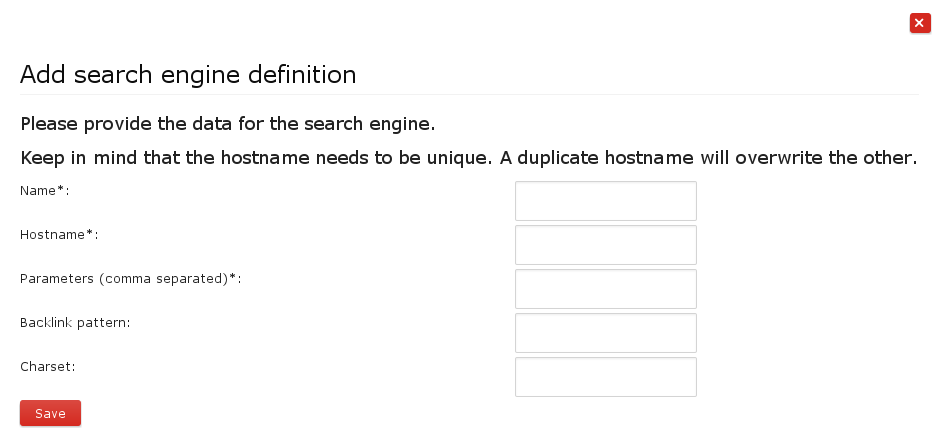 Add search engine definition
Please provide the data for the search engine.
Keep in mind that the hostname needs to be unique. A duplicate hostname will overwrite the other.
Name*:
Hostname*:
Parameters (comma separated)*:
Backlink pattern:
Charset:
Save